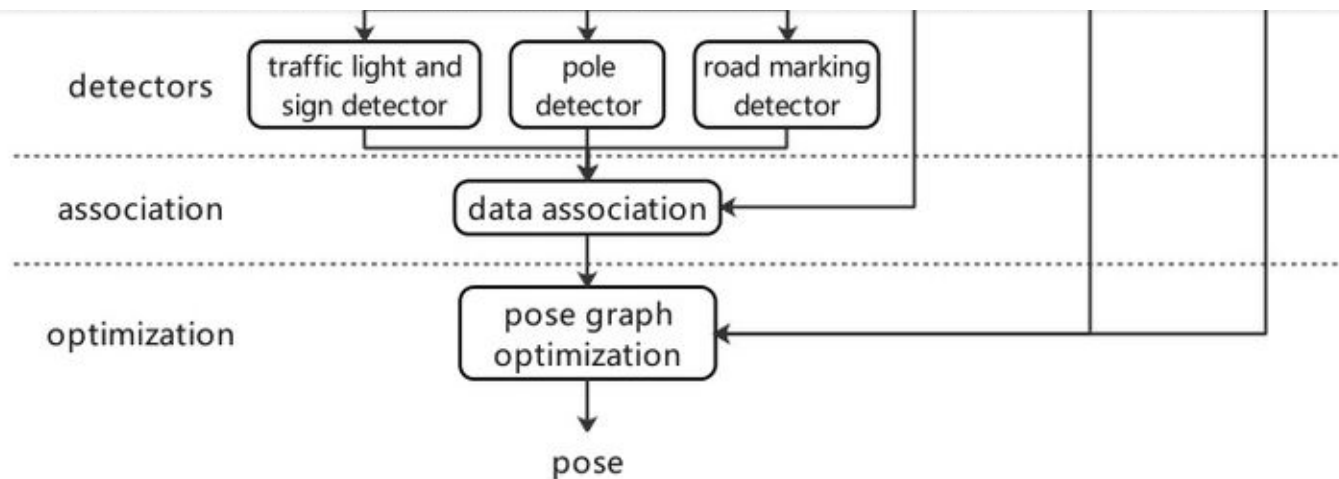 detectors
traffic light and
sign detector
pole
detector
road marking
detector
association
data association
optimization
pose graph
optimization
pose